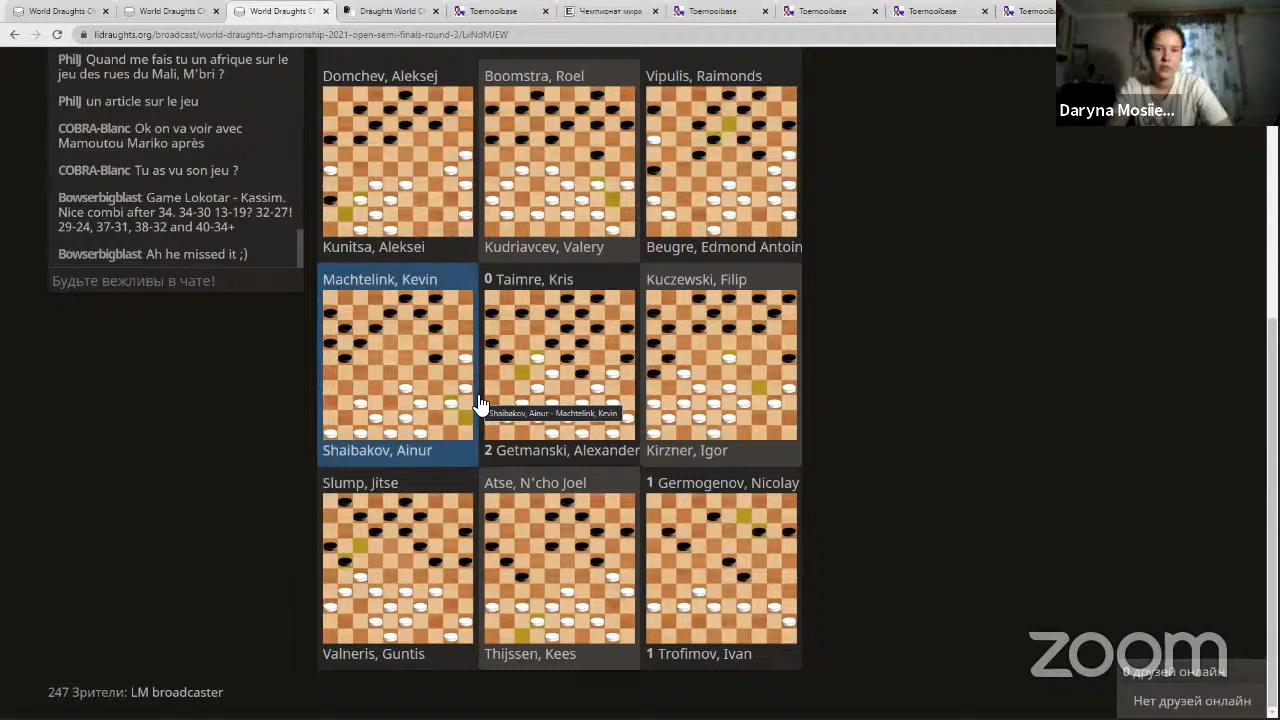 World Draughts Ch
World Draughts Ch
World Draughts Ch
Draughts World Ch
Toernooibase
Чемпионат мира
Toernooibase
Toernooibase
Toernooibase
Toernooibase
lidraughts.org/broadcast/world-draughts-championship-2021-open-semi-finals-round-3/LvNdMUEW
PhilJ Quand me fais tu un afrique sur le
jeu des rues du Mali, M'bri ?
PhilJ un article sur le jeu
COBRA-Blanc Ok on va voir avec
Mamoutou Mariko après
COBRA-Blanc Tu as vu son jeu ?
Bowserbigblast Game Lokotar - Kassim.
Nice combi after 34. 34-30 13-19? 32-27!
29-24, 37-31, 38-32 and 40-34+
Bowserbigblast Ah he missed it ;)
Будьте вежливы в чате!
Domchev, Aleksej
Boomstra, Roel
Vipulis, Raimonds
Kunitsa, Aleksei
Kudriavcev, Valery
Beugre, Edmond Antoin
Machtelink, Kevin
0 Taimre, Kris
Kuczewski, Filip
Shaibakov, Ainur - Machtelink, Kevin
Shaibakov, Ainur
2 Getmanski, Alexander
Kirzner, Igor
Slump, Jitse
Atse, N'cho Joel
1 Germogenov, Nicolay
Valneris, Guntis
Thijssen, Kees
1 Trofimov, Ivan
247 Зрители: LM broadcaster
Daryna Mosiie...
zoom
0 друзей онлайн
Нет друзей онлайн